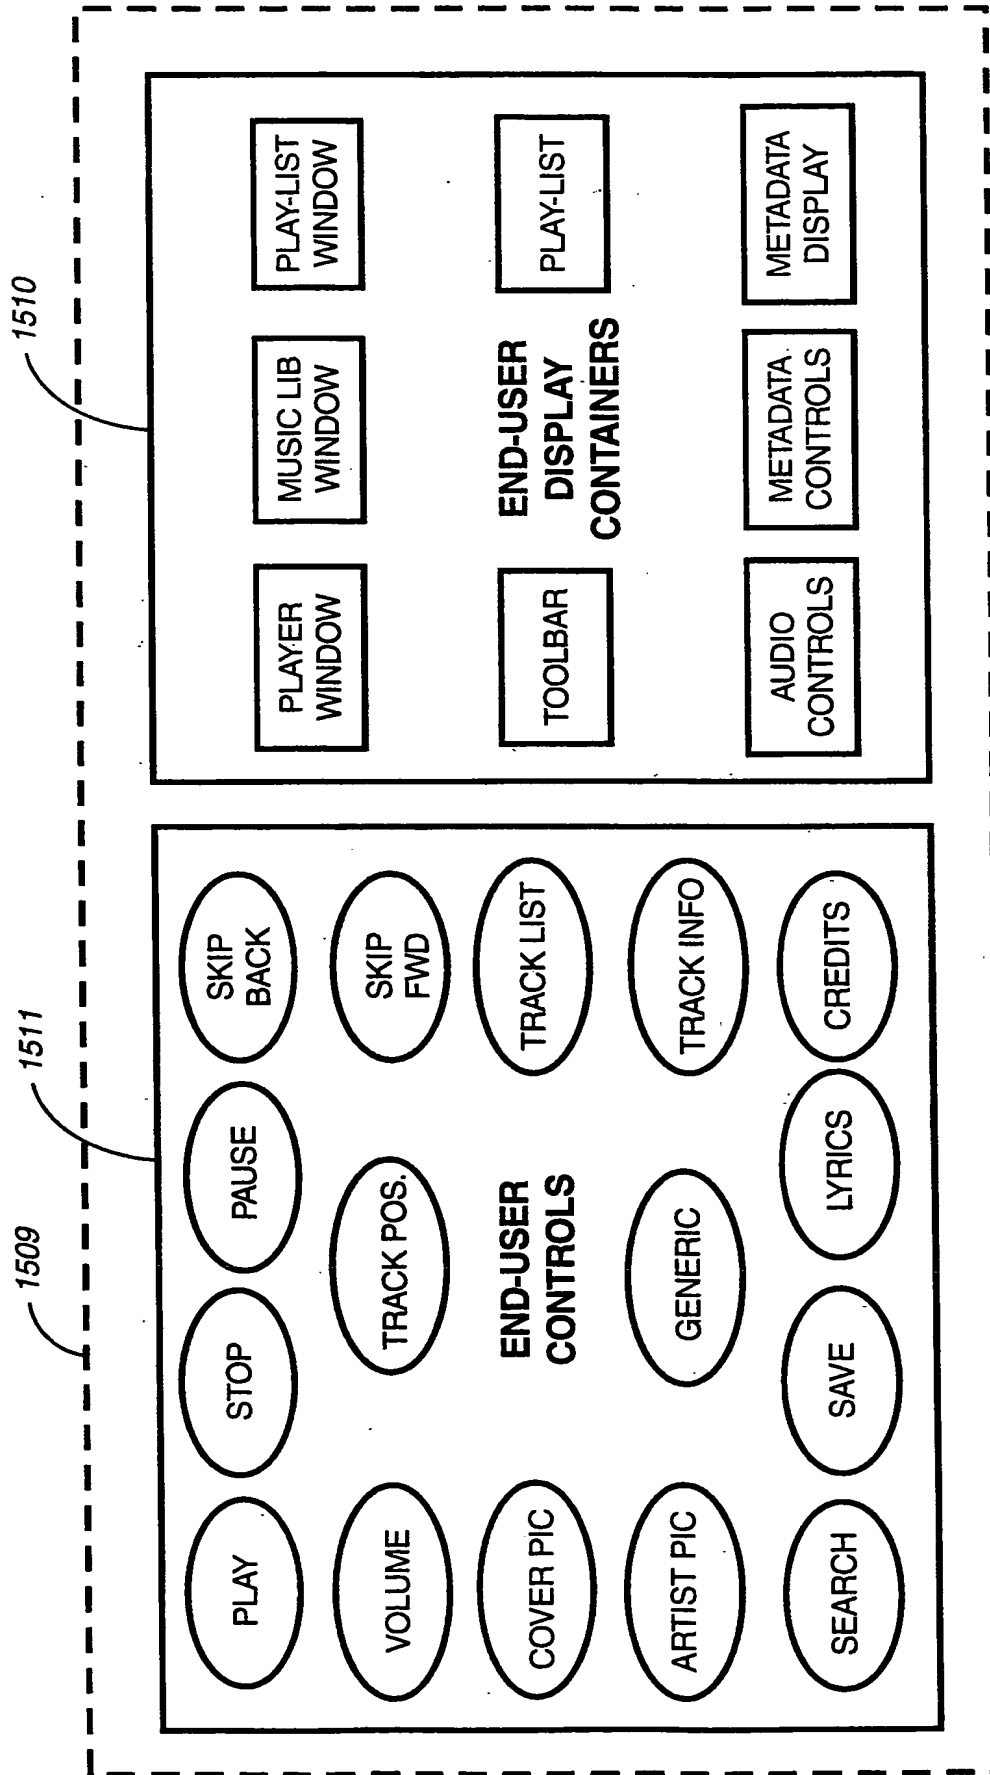 1509
1511
1510
PLAY
STOP
PAUSE
SKIP
BACK
VOLUME
TRACK POS.
SKIP
FWD
COVER PIC
END-USER
CONTROLS
TRACK LIST
ARTIST PIC
GENERIC
TRACK INFO
SEARCH
SAVE
LYRICS
CREDITS
PLAYER
WINDOW
MUSIC LIB
WINDOW
PLAY-LIST
WINDOW
TOOLBAR
END-USER
DISPLAY
CONTAINERS
PLAY-LIST
AUDIO
CONTROLS
METADATA
CONTROLS
METADATA
DISPLAY